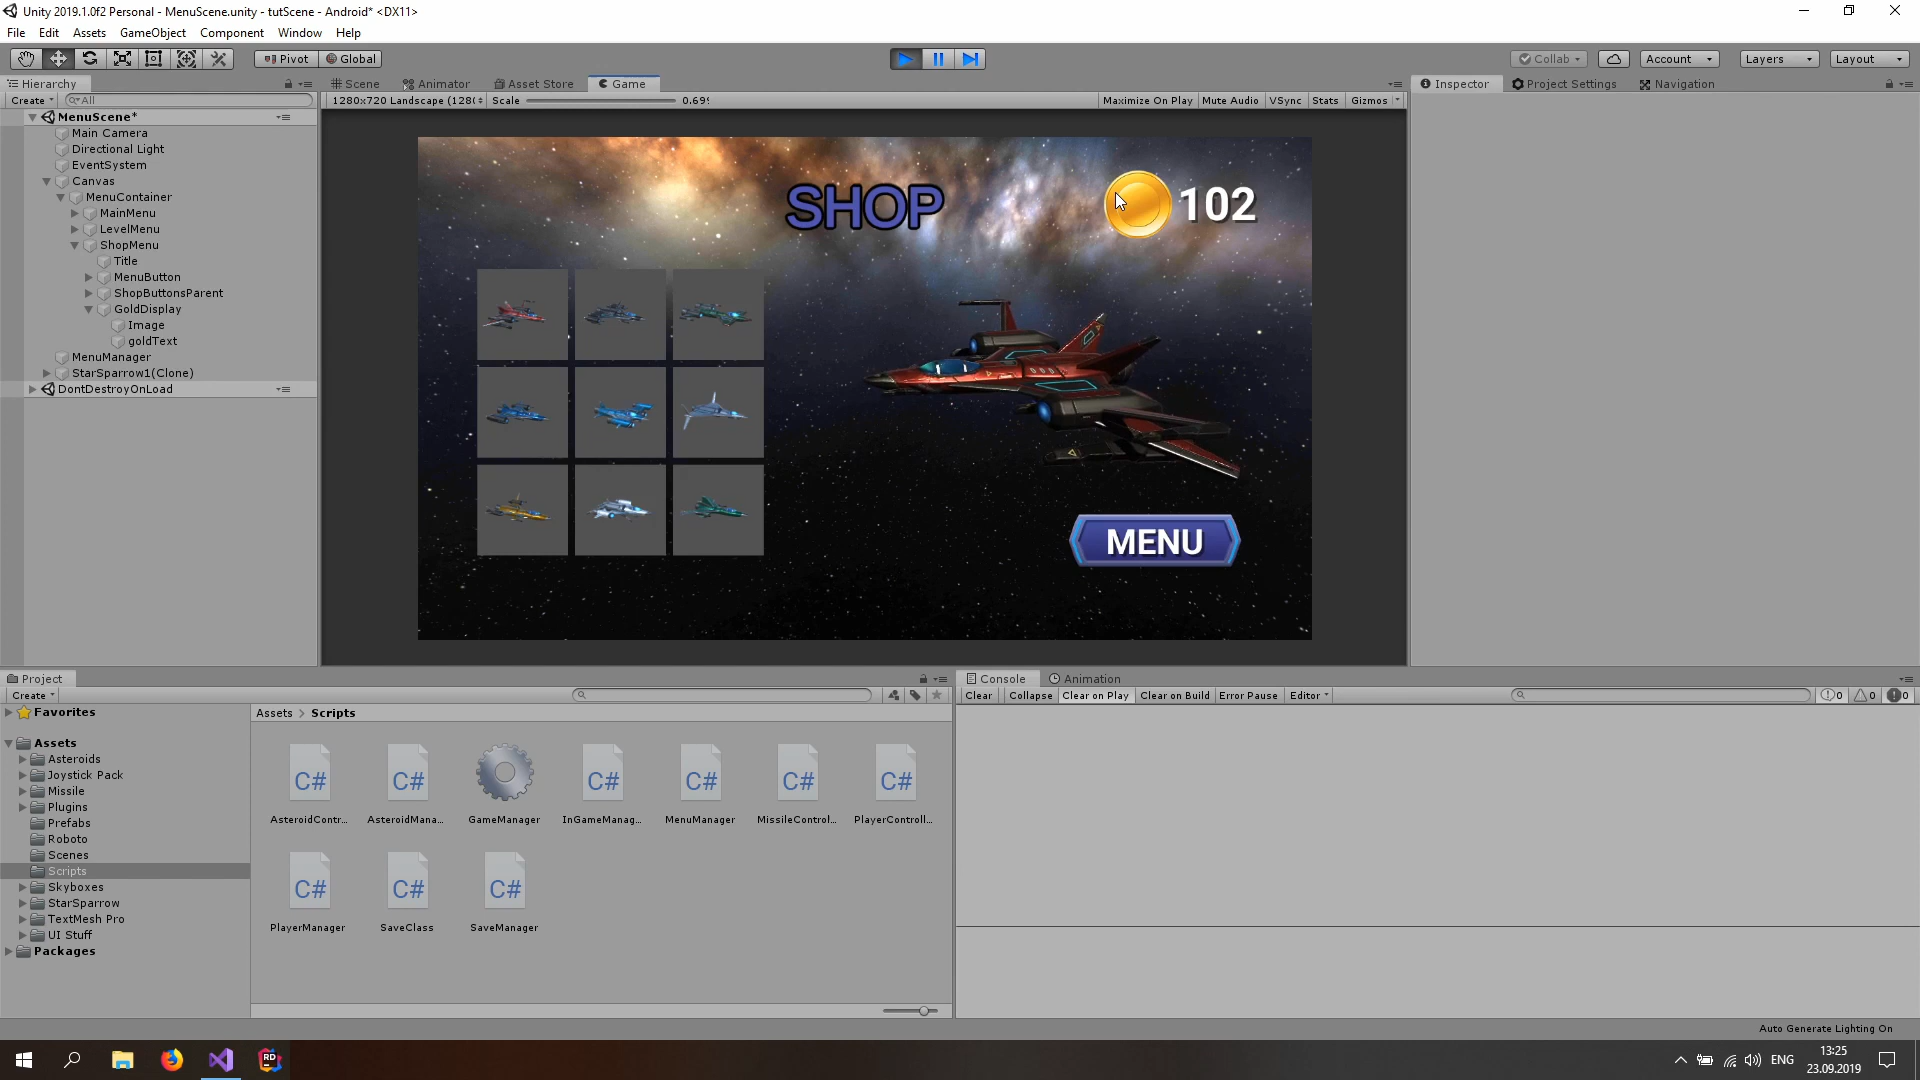 Unity 2019.1.0f2 Personal - MenuScene.unity - tutScene - Android* <DX11>
File Edit Assets GameObject Component Window Help
Pivot Global Collab Account Layers Layout
Hierarchy Scene Animator Asset Store Game Inspector Project Settings Navigation
Create All 1280x720 Landscape (128( Scale 0.69 Maximize On Play Mute Audio VSync Stats Gizmos
MenuScene*
Main Camera
Directional Light
EventSystem
Canvas
MenuContainer
MainMenu
LevelMenu
ShopMenu
Title
MenuButton
ShopButtonsParent
GoldDisplay
Image
goldText
MenuManager
StarSparrow1(Clone)
DontDestroyOnLoad
SHOP
102
MENU
Project
Create
Favorites
Assets
Asteroids
Joystick Pack
Missile
Plugins
Prefabs
Roboto
Scenes
Scripts
Skyboxes
StarSparrow
TextMesh Pro
UI Stuff
Packages
Assets > Scripts
C# C# C# C# C# C#
AsteroidContr... AsteroidMana... GameManager InGameManag... MenuManager MissileControl... PlayerControll...
C# C# C#
PlayerManager SaveClass SaveManager
Console Animation
Clear Collapse Clear on Play Clear on Build Error Pause Editor 0 0 0
Auto Generate Lighting On
RD
ENG
13:25
23.09.2019